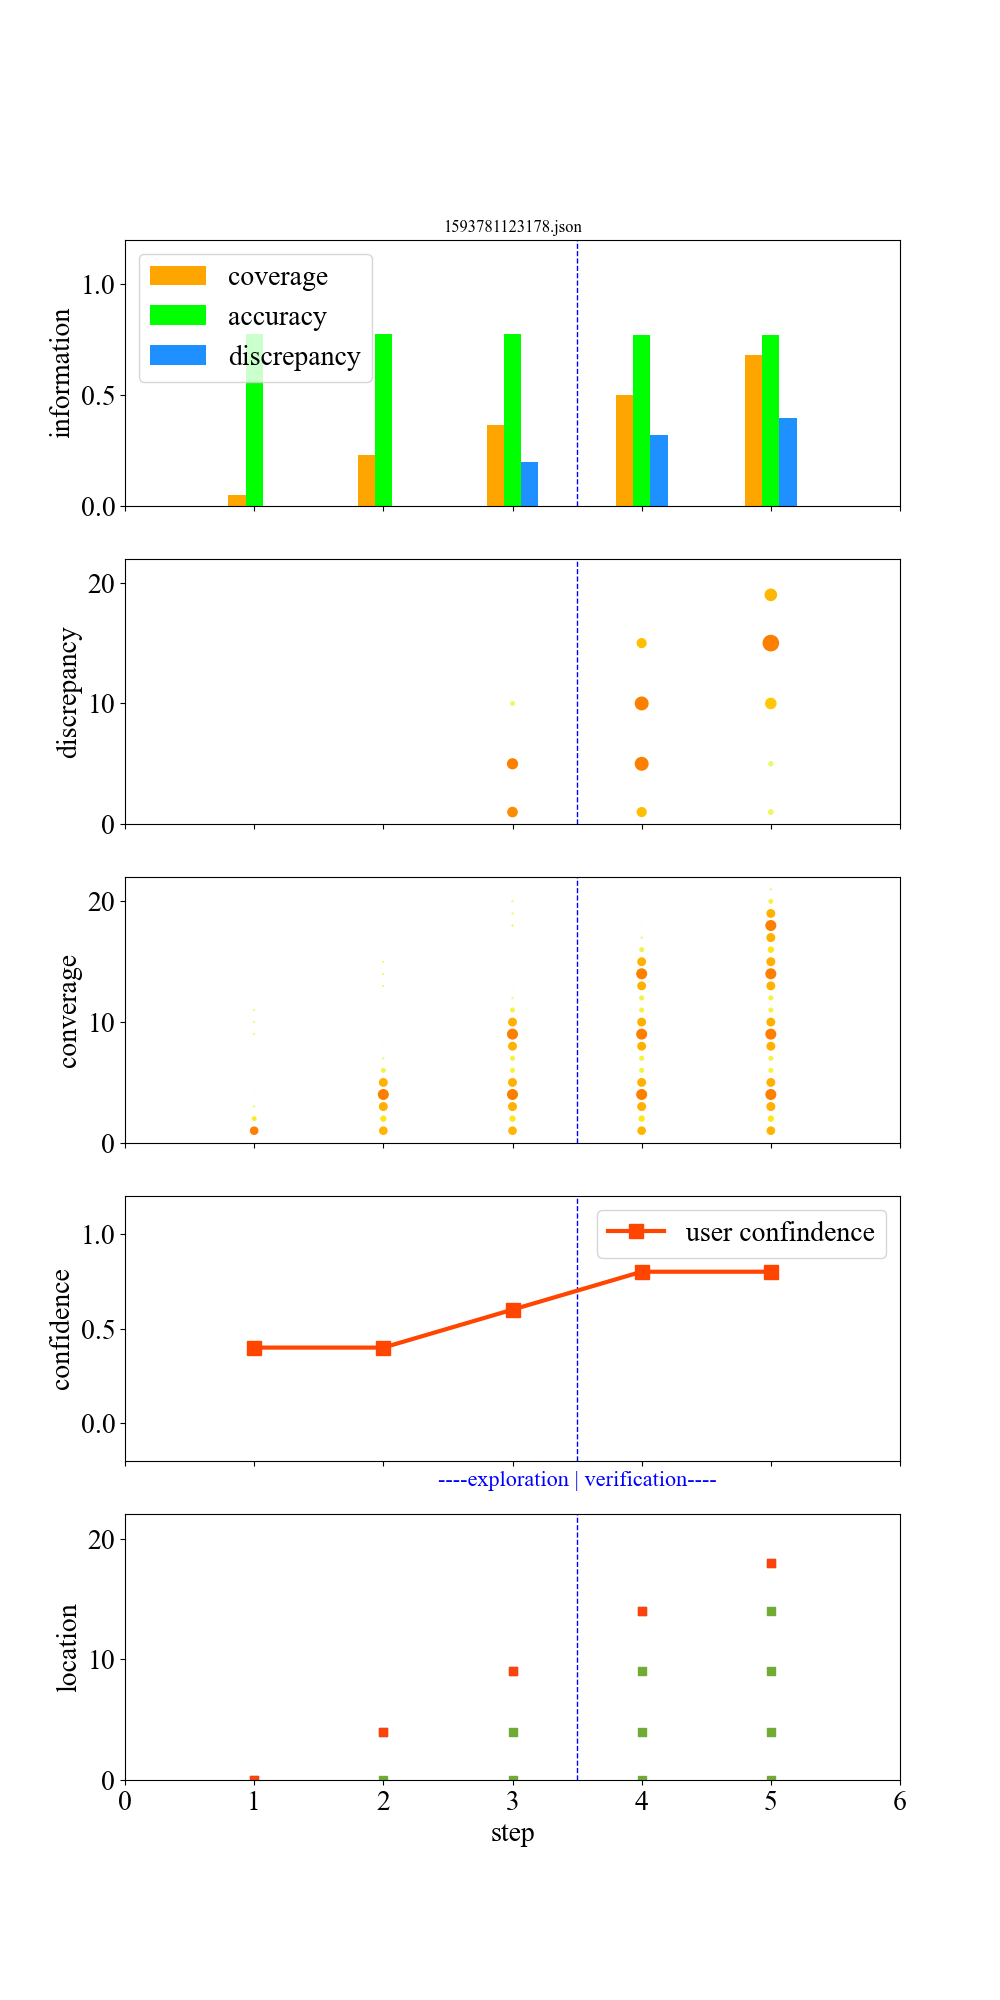 1593781123178.json
information
1.0
0.5
0.0
coverage
accuracy
discrepancy
discrepancy
20
10
0
converage
20
10
0
confidence
1.0
0.5
0.0
user confindence
----exploration | verification----
location
20
10
0
0 1 2 3 4 5 6
step